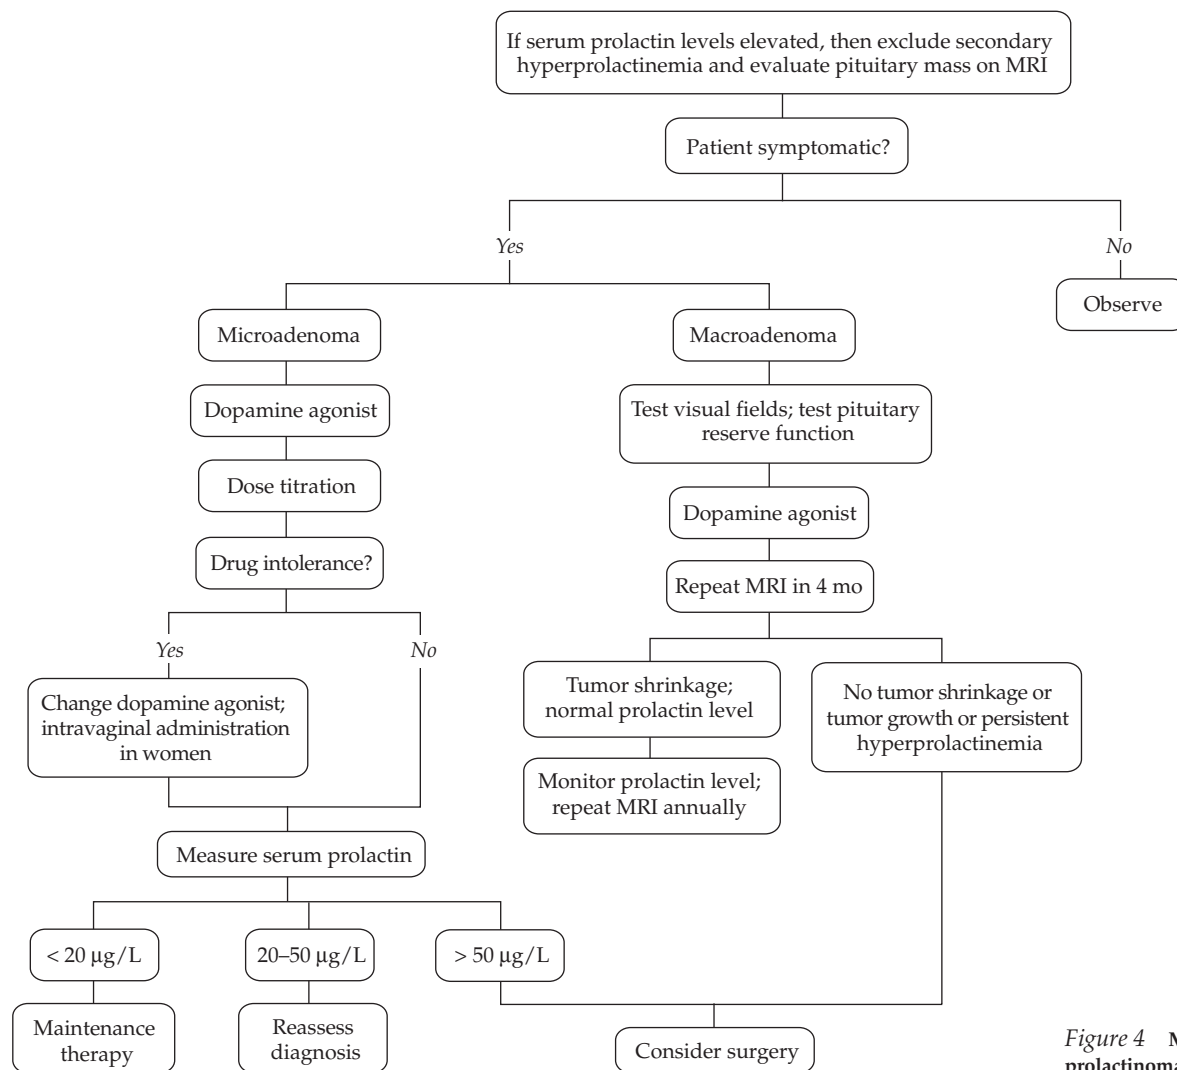 If serum prolactin levels elevated, then exclude secondary
hyperprolactinemia and evaluate pituitary mass on MRI
Patient symptomatic?
Yes
No
Observe
Microadenoma
Macroadenoma
Dopamine agonist
Test visual fields; test pituitary
reserve function
Dose titration
Dopamine agonist
Drug intolerance?
Repeat MRI in 4 mo
Yes
No
Change dopamine agonist;
intravaginal administration
in women
Tumor shrinkage;
normal prolactin level
No tumor shrinkage or
tumor growth or persistent
hyperprolactinemia
Monitor prolactin level;
repeat MRI annually
Measure serum prolactin
< 20 µg/L
20–50 µg/L
> 50 µg/L
Maintenance
therapy
Reassess
diagnosis
Consider surgery
Figure 4